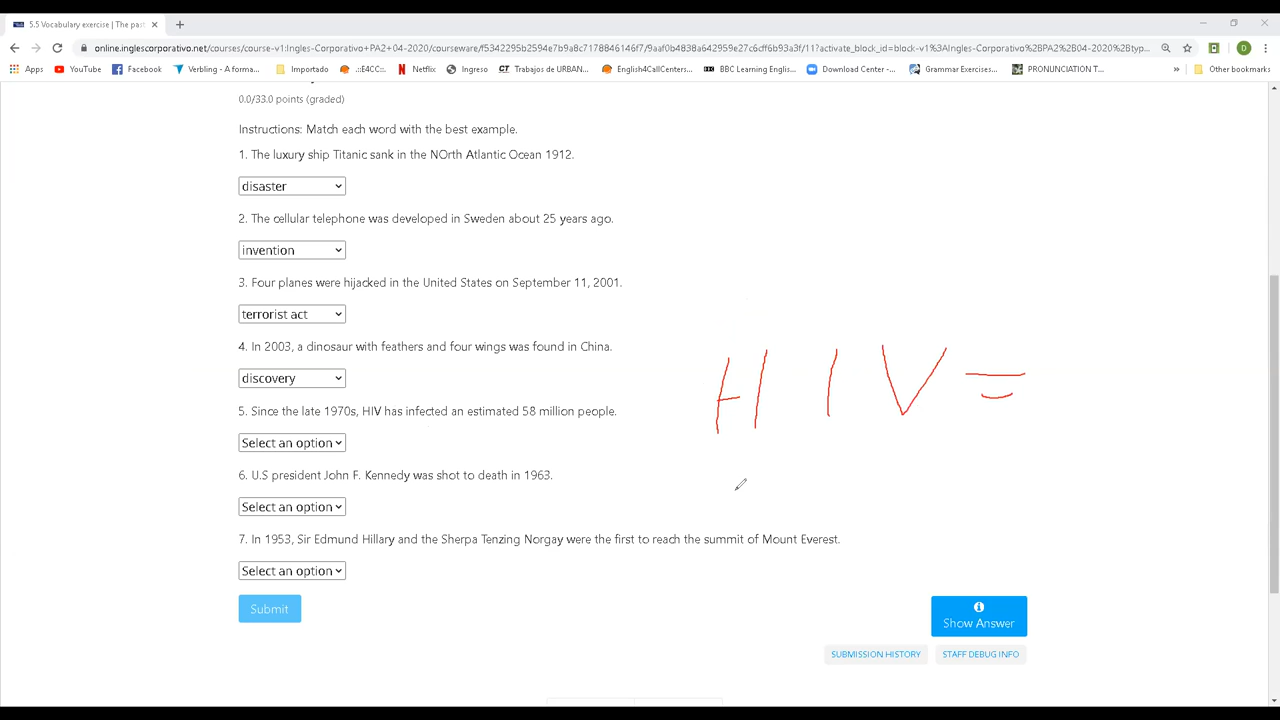 5.5 Vocabulary exercise | The pas
online.inglescorporativo.net/courses/course-v1:Ingles-Corporativo+PA2+04-2020/courseware/f5342295b2594e7b9a8c7178846146f7/9aaf0b4838a642959e27c6cff6b93a3f/11?activate_block_id=block-v1%3AIngles-Corporativo%2BPA2%2B04-2020%2Btyp...
D
Apps YouTube Facebook Verbling - A forma... Importado .:::E4CC::. Netflix Ingreso CT Trabajos de URBAN... English4CallCenters... BBC Learning Englis... Download Center -... Grammar Exercises... PRONUNCIATION T... » Other bookmarks
0.0/33.0 points (graded)
Instructions: Match each word with the best example.
1. The luxury ship Titanic sank in the NOrth Atlantic Ocean 1912.
disaster
2. The cellular telephone was developed in Sweden about 25 years ago.
invention
3. Four planes were hijacked in the United States on September 11, 2001.
terrorist act
4. In 2003, a dinosaur with feathers and four wings was found in China.
discovery
H I V =
5. Since the late 1970s, HIV has infected an estimated 58 million people.
Select an option
6. U.S president John F. Kennedy was shot to death in 1963.
Select an option
7. In 1953, Sir Edmund Hillary and the Sherpa Tenzing Norgay were the first to reach the summit of Mount Everest.
Select an option
Submit
Show Answer
SUBMISSION HISTORY STAFF DEBUG INFO